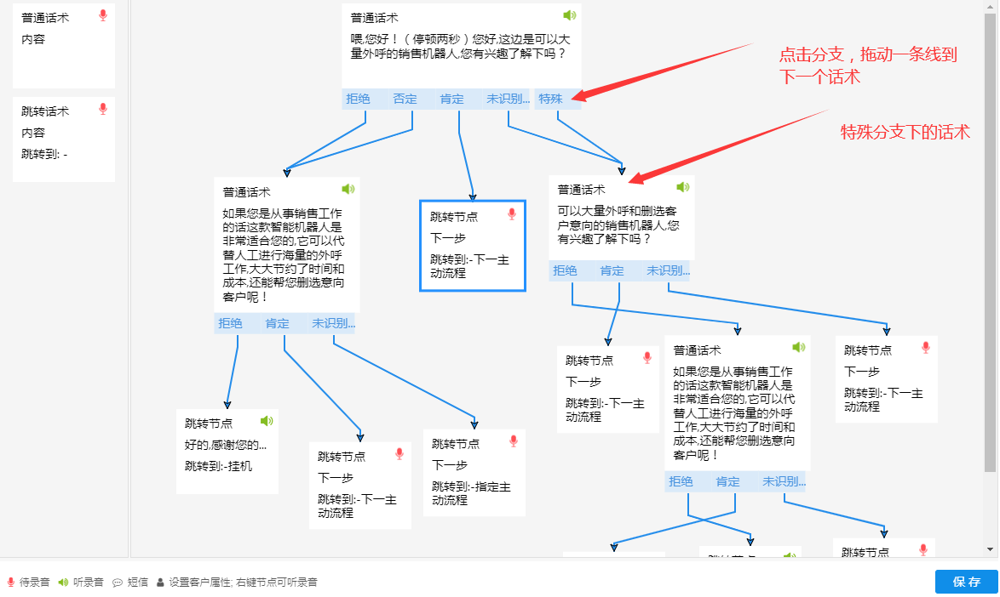 普通话术
内容
跳转话术
内容
跳转到: -
普通话术
喂,您好！（停顿两秒）您好,这边是可以大
量外呼的销售机器人,您有兴趣了解下吗？
拒绝 否定 肯定 未识别... 特殊
点击分支，拖动一条线到
下一个话术
特殊分支下的话术
普通话术
如果您是从事销售工作
的话这款智能机器人是
非常适合您的,它可以代
替人工进行海量的外呼
工作,大大节约了时间和
成本,还能帮您删选意向
客户呢！
拒绝 肯定 未识别...
跳转节点
下一步
跳转到:-下一主
动流程
普通话术
可以大量外呼和删选客
户意向的销售机器人,您
有兴趣了解下吗？
拒绝 肯定 未识别...
跳转节点
好的,感谢您的...
跳转到:-挂机
跳转节点
下一步
跳转到:-下一主
动流程
跳转节点
下一步
跳转到:-指定主
动流程
跳转节点
下一步
跳转到:-下一主
动流程
普通话术
如果您是从事销售工作
的话这款智能机器人是
非常适合您的,它可以代
替人工进行海量的外呼
工作,大大节约了时间和
成本,还能帮您删选意向
客户呢！
拒绝 肯定 未识别...
跳转节点
下一步
跳转到:-下一主
动流程
跳转节点
跳转节点
待录音 听录音 短信 设置客户属性; 右键节点可听录音
保 存